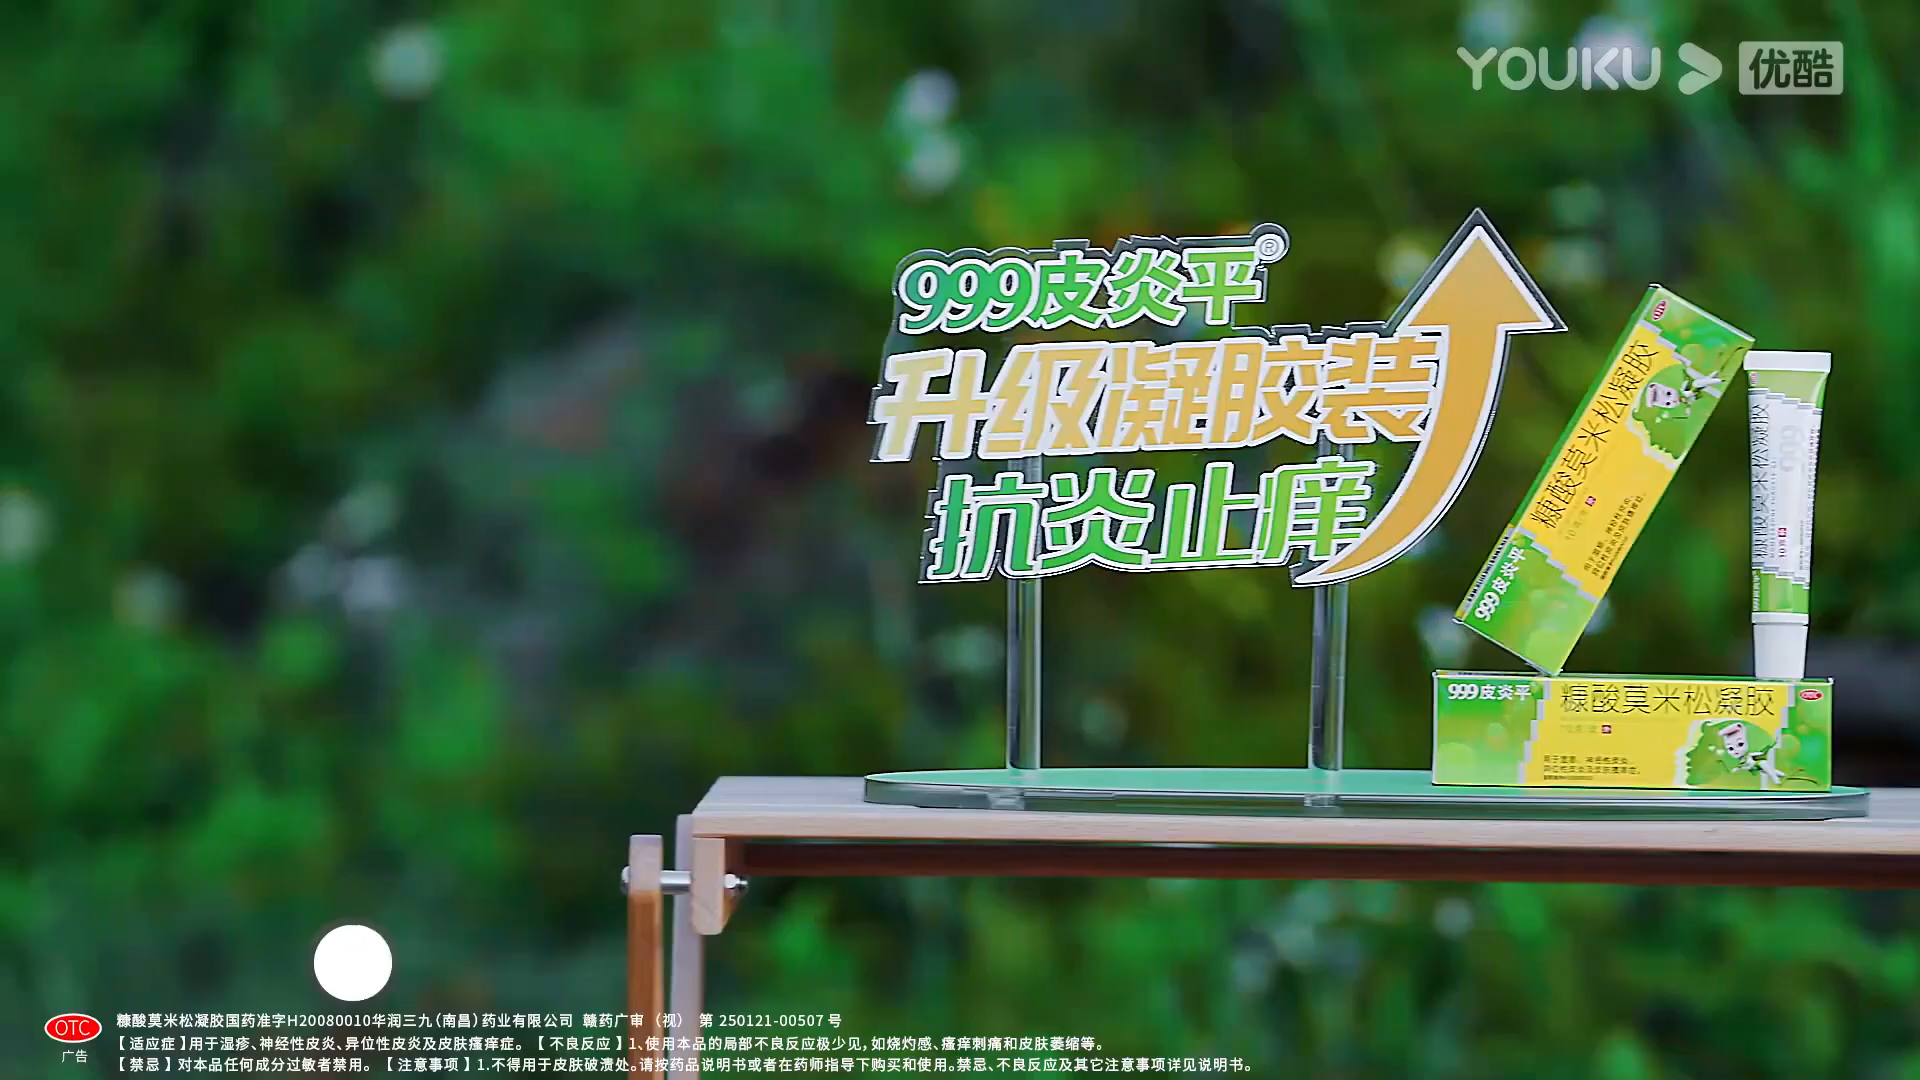 YOUKU 优酷
999皮炎平®
升级凝胶装
抗炎止痒
OTC
糠酸莫米松凝胶
999皮炎平
糠酸莫米松凝胶
999
999皮炎平
糠酸莫米松凝胶
OTC
OTC
广告
糠酸莫米松凝胶国药准字H20080010华润三九(南昌)药业有限公司 赣药广审（视） 第 250121-00507 号
【适应症】用于湿疹、神经性皮炎、异位性皮炎及皮肤瘙痒症。【不良反应】1、使用本品的局部不良反应极少见,如烧灼感、瘙痒刺痛和皮肤萎缩等。
【禁忌】对本品任何成分过敏者禁用。【注意事项】1.不得用于皮肤破溃处。请按药品说明书或者在药师指导下购买和使用。禁忌、不良反应及其它注意事项详见说明书。